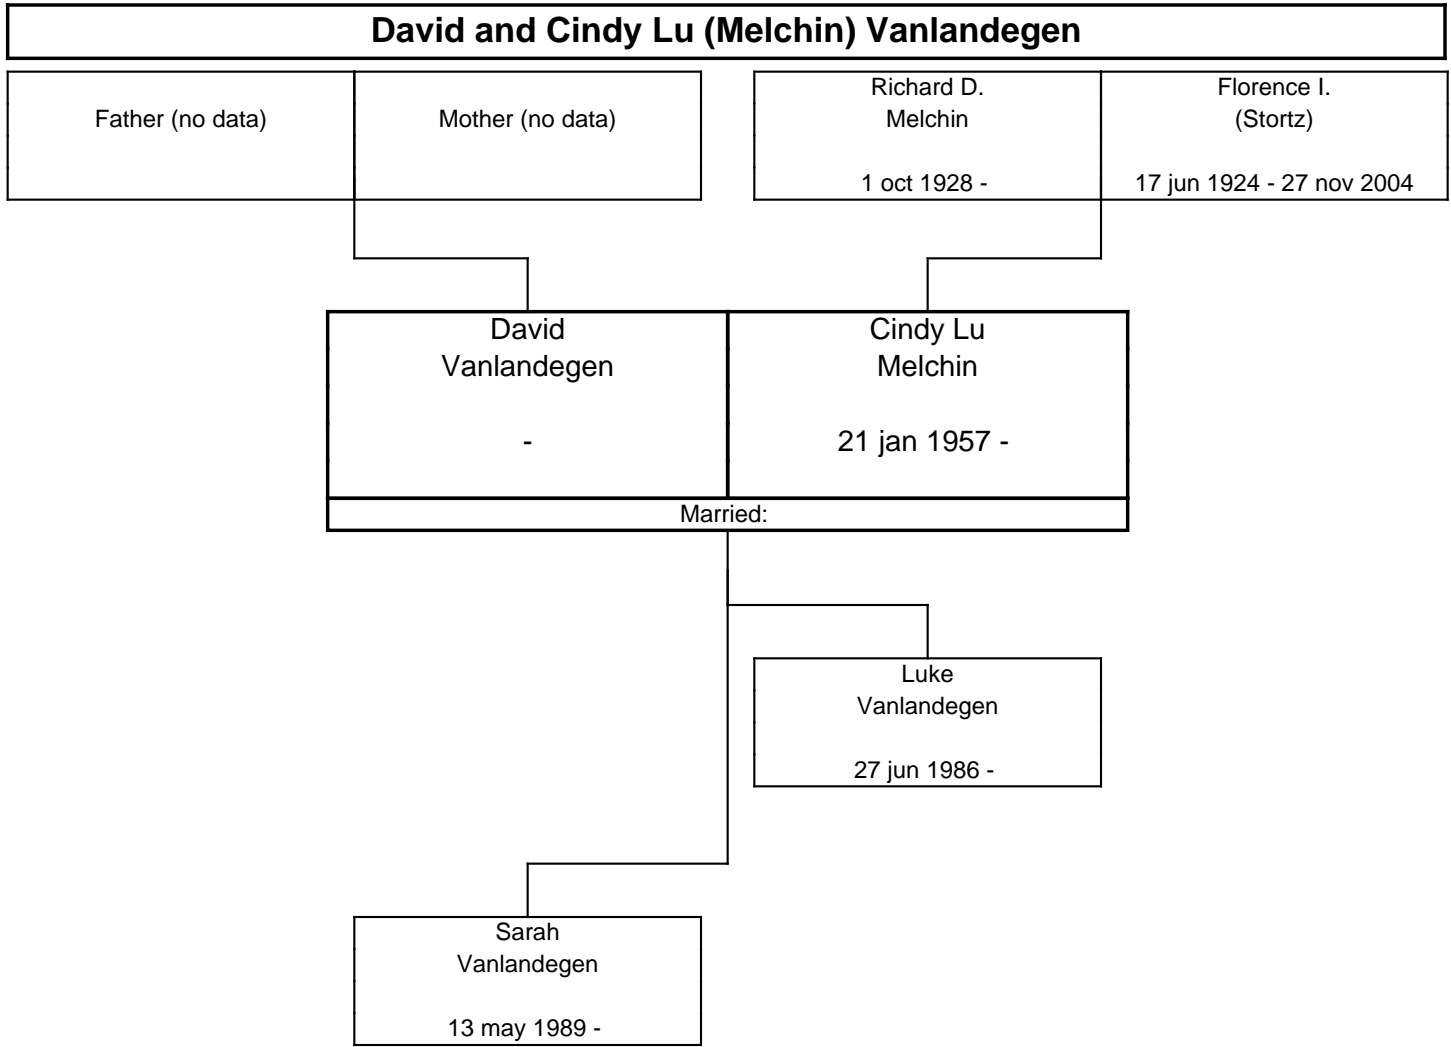 David and Cindy Lu (Melchin) Vanlandegen
Father (no data)
Mother (no data)
Richard D.
Melchin
1 oct 1928 -
Florence I.
(Stortz)
17 jun 1924 - 27 nov 2004
David
Vanlandegen
-
Cindy Lu
Melchin
21 jan 1957 -
Married:
Luke
Vanlandegen
27 jun 1986 -
Sarah
Vanlandegen
13 may 1989 -